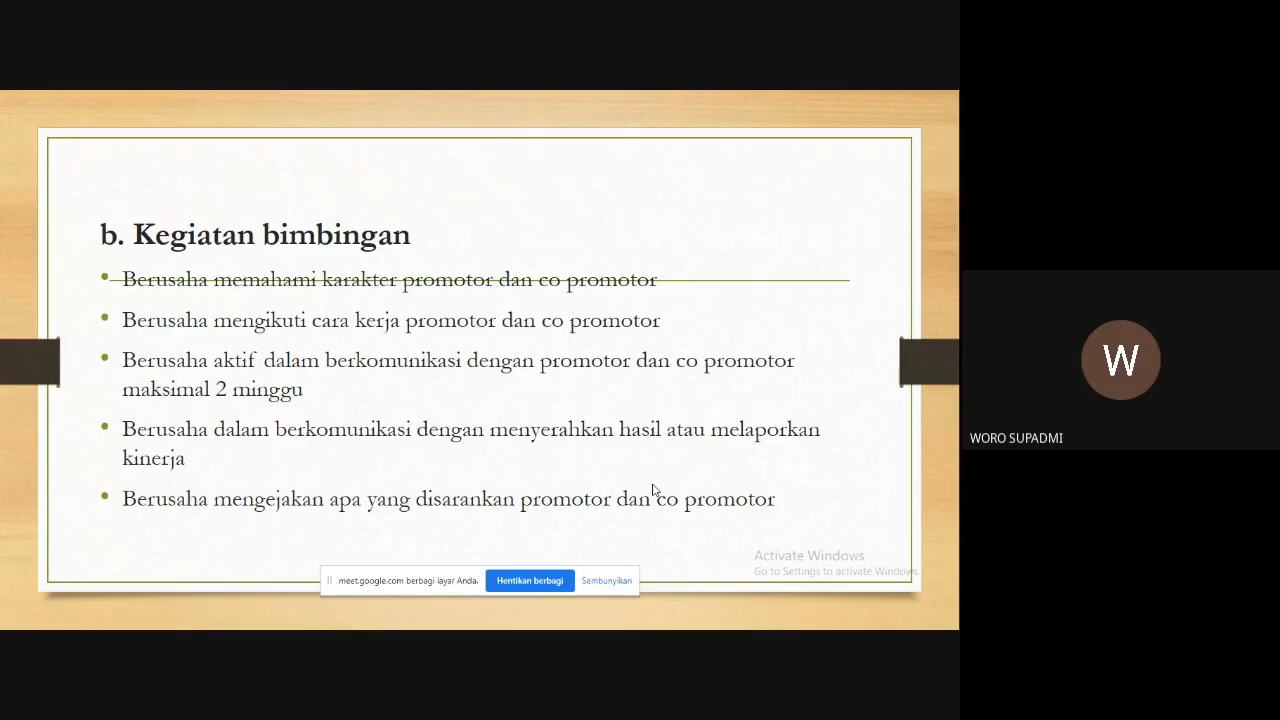 b. Kegiatan bimbingan
• Berusaha memahami karakter promotor dan co promotor
• Berusaha mengikuti cara kerja promotor dan co promotor
• Berusaha aktif dalam berkomunikasi dengan promotor dan co promotor
maksimal 2 minggu
• Berusaha dalam berkomunikasi dengan menyerahkan hasil atau melaporkan
kinerja
• Berusaha mengejakan apa yang disarankan promotor dan co promotor
Activate Windows
Go to Settings to activate Windows.
meet.google.com berbagi layar Anda. Hentikan berbagi Sembunyikan
W
WORO SUPADMI